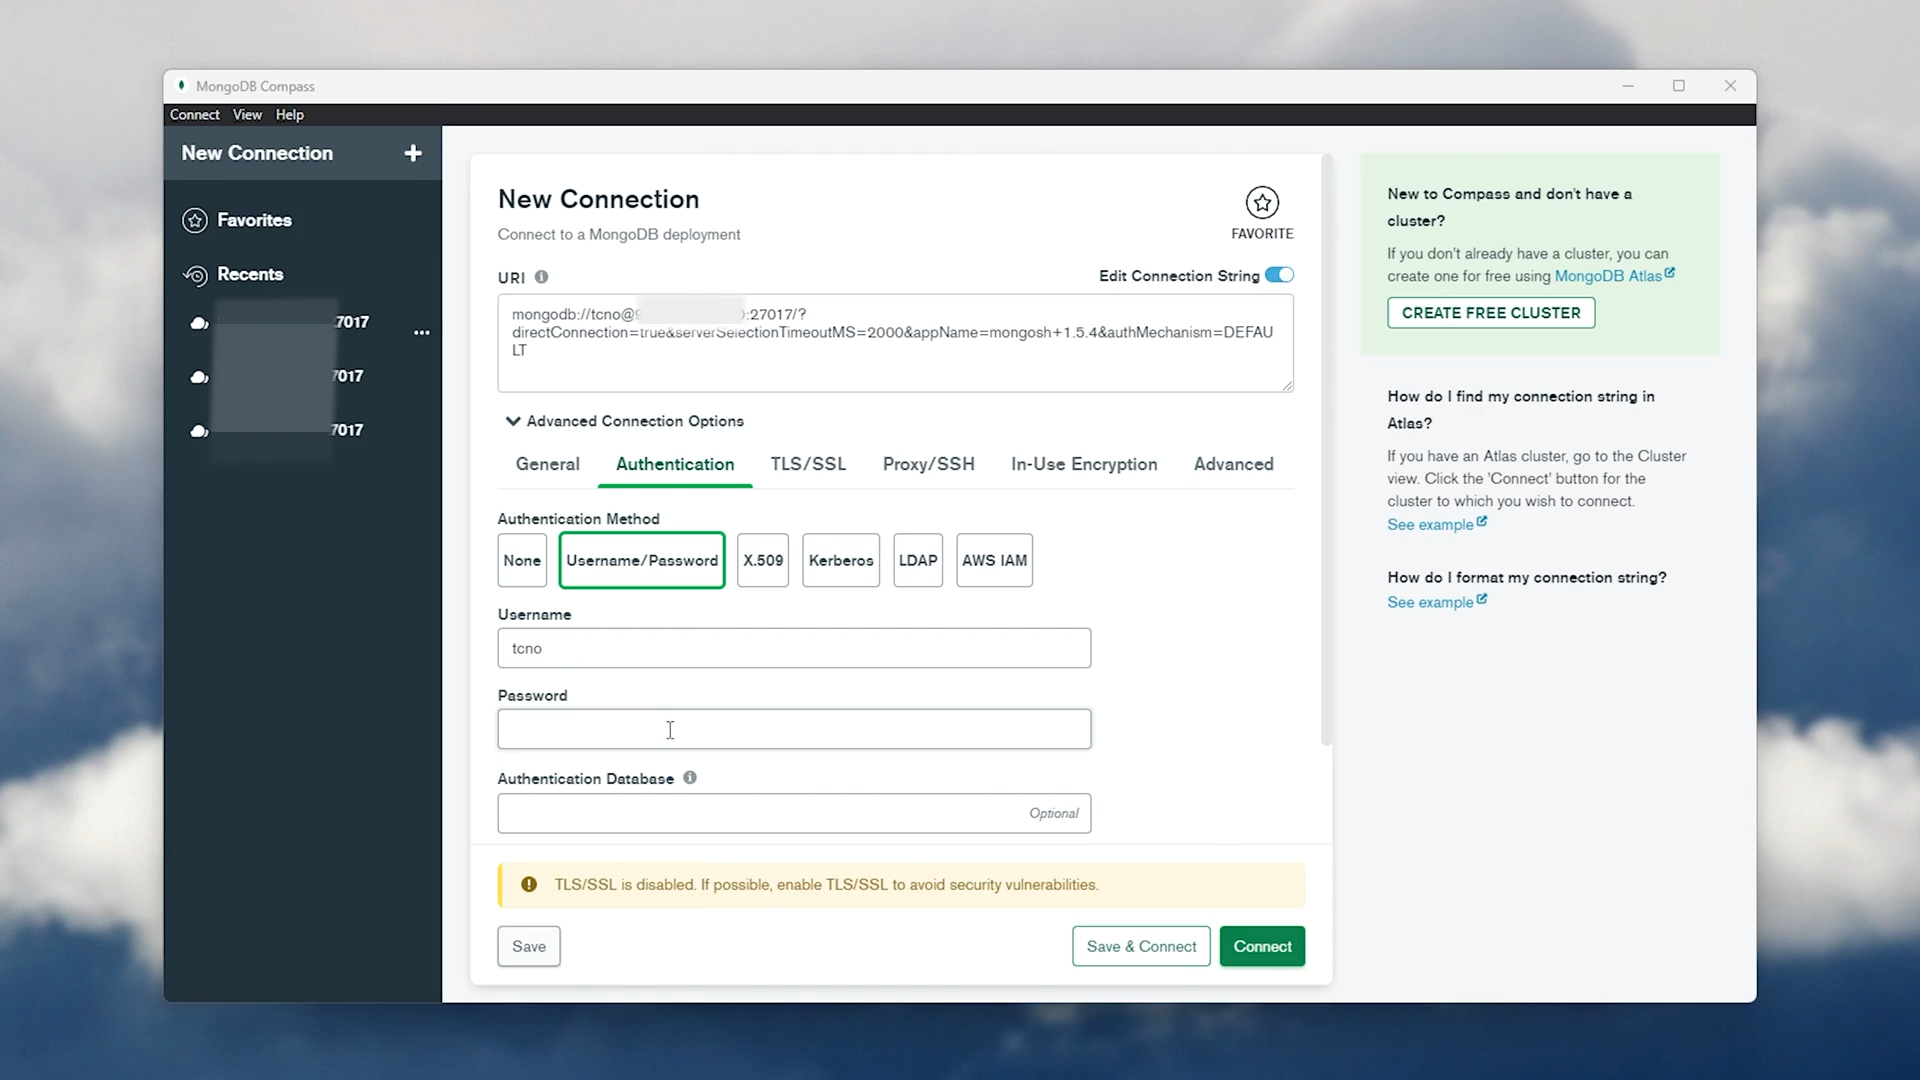 MongoDB Compass
Connect View Help
New Connection
Favorites
Recents
7017
7017
7017
New Connection
Connect to a MongoDB deployment
FAVORITE
URI
Edit Connection String
mongodb://tcno@ :27017/?
directConnection=true&serverSelectionTimeoutMS=2000&appName=mongosh+1.5.4&authMechanism=DEFAU
LT
Advanced Connection Options
General Authentication TLS/SSL Proxy/SSH In-Use Encryption Advanced
Authentication Method
None Username/Password X.509 Kerberos LDAP AWS IAM
Username
tcno
Password
Authentication Database
Optional
TLS/SSL is disabled. If possible, enable TLS/SSL to avoid security vulnerabilities.
Save Save & Connect Connect
New to Compass and don't have a
cluster?
If you don't already have a cluster, you can
create one for free using MongoDB Atlas
CREATE FREE CLUSTER
How do I find my connection string in
Atlas?
If you have an Atlas cluster, go to the Cluster
view. Click the 'Connect' button for the
cluster to which you wish to connect.
See example
How do I format my connection string?
See example